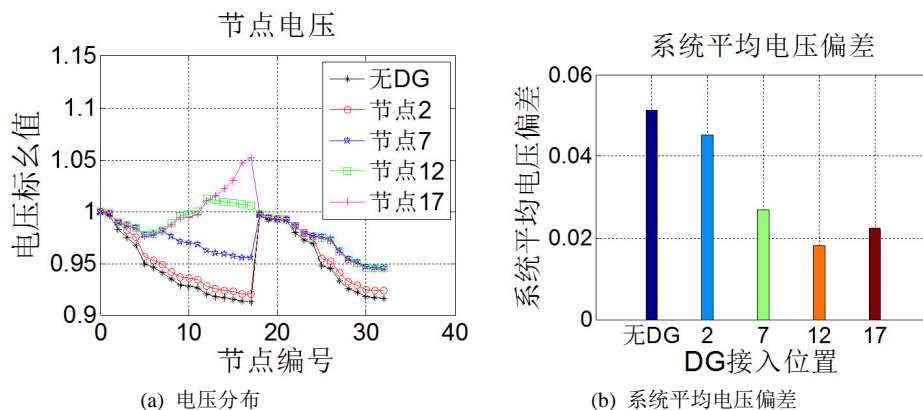 节点电压
1.15
1.1
1.05
1
0.95
0.9
电压标幺值
无DG
节点2
节点7
节点12
节点17
0 10 20 30 40
节点编号
(a) 电压分布
系统平均电压偏差
0.06
0.04
0.02
0
系统平均电压偏差
无DG 2 7 12 17
DG接入位置
(b) 系统平均电压偏差